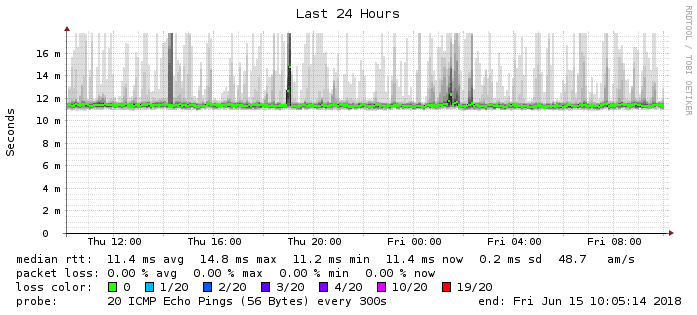 Last 24 Hours
RRDTOOL / TOBI OETIKER
Seconds
16 m
14 m
12 m
10 m
8 m
6 m
4 m
2 m
0
Thu 12:00 Thu 16:00 Thu 20:00 Fri 00:00 Fri 04:00 Fri 08:00
median rtt: 11.4 ms avg 14.8 ms max 11.2 ms min 11.4 ms now 0.2 ms sd 48.7 am/s
packet loss: 0.00 % avg 0.00 % max 0.00 % min 0.00 % now
loss color: 0 1/20 2/20 3/20 4/20 10/20 19/20
probe: 20 ICMP Echo Pings (56 Bytes) every 300s end: Fri Jun 15 10:05:14 2018